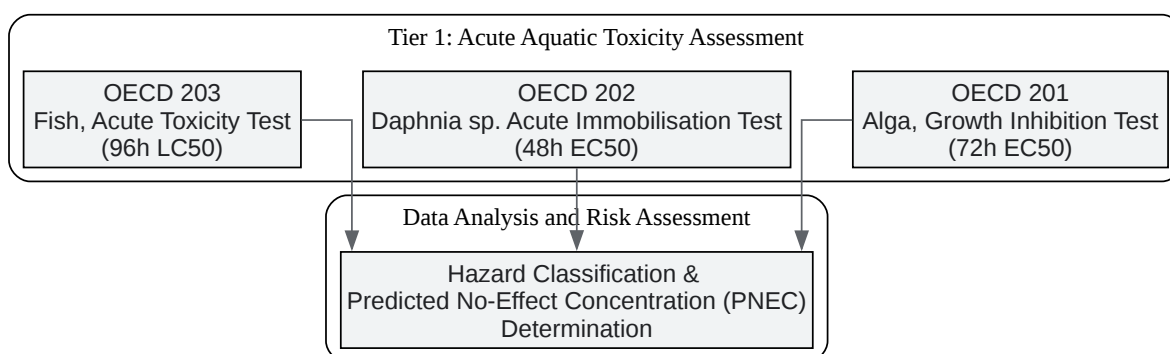 Tier 1: Acute Aquatic Toxicity Assessment
OECD 203
Fish, Acute Toxicity Test
(96h LC50)
OECD 202
Daphnia sp. Acute Immobilisation Test
(48h EC50)
OECD 201
Alga, Growth Inhibition Test
(72h EC50)
Data Analysis and Risk Assessment
Hazard Classification &
Predicted No-Effect Concentration (PNEC)
Determination